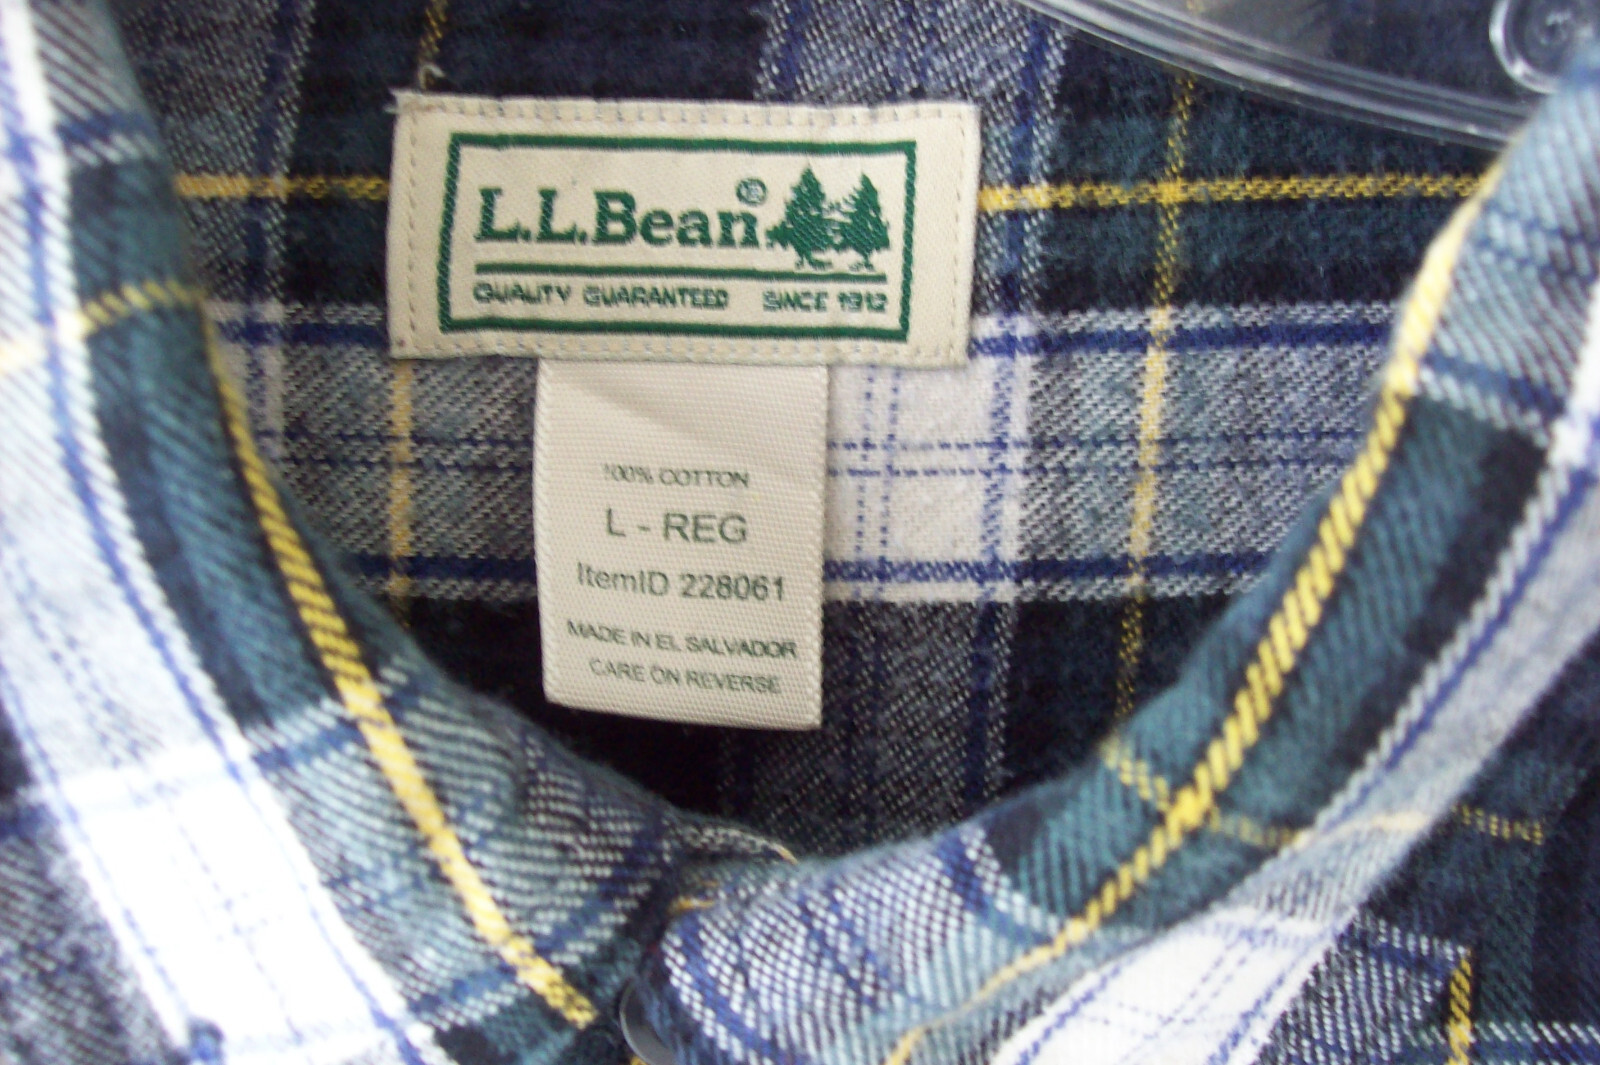 L.L.Bean®
QUALITY GUARANTEED SINCE 1912
100% COTTON
L - REG
ItemID 228061
MADE IN EL SALVADOR
CARE ON REVERSE